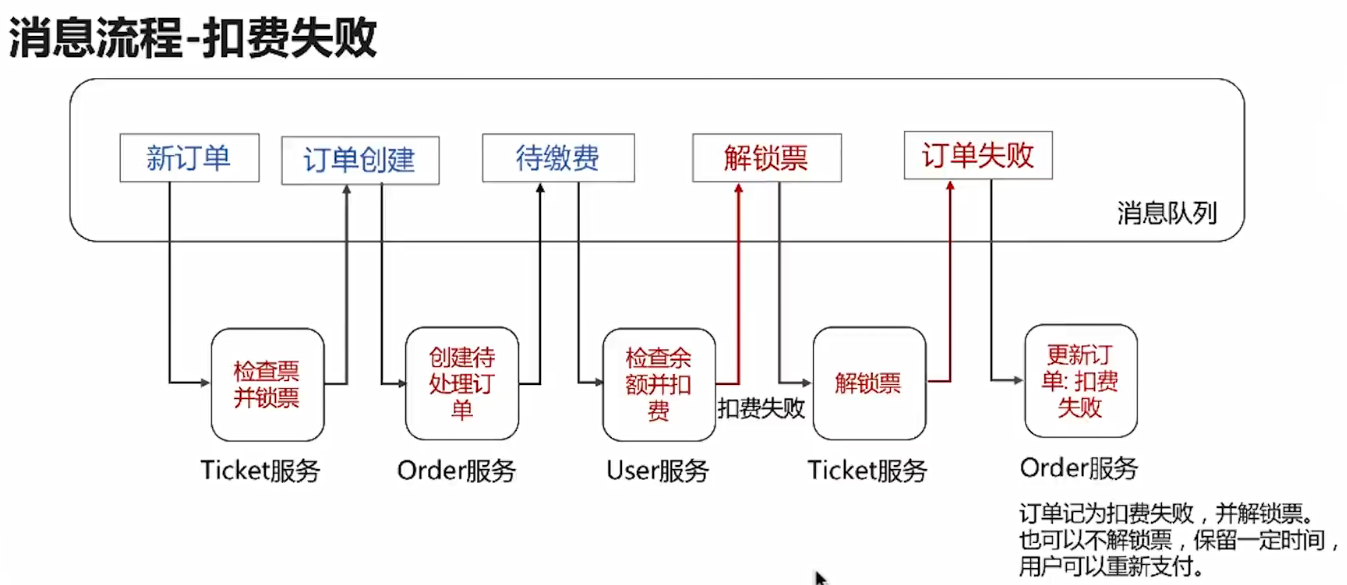 消息流程-扣费失败
新订单
订单创建
待缴费
解锁票
订单失败
消息队列
检查票
并锁票
创建待
处理订
单
检查余
额并扣
费
扣费失败
解锁票
更新订
单: 扣费
失败
Ticket服务
Order服务
User服务
Ticket服务
Order服务
订单记为扣费失败，并解锁票。
也可以不解锁票，保留一定时间，
用户可以重新支付。